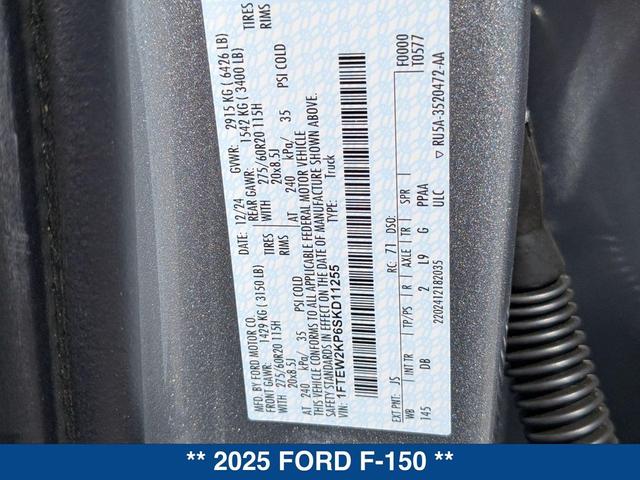 MFD. BY FORD MOTOR CO.
DATE: 12/24
GVWR: 2915 KG ( 6426 LB)
FRONT GAWR: 1429 KG ( 3150 LB)
REAR GAWR: 1542 KG ( 3400 LB)
WITH 275/60R20 115H TIRES
WITH 275/60R20 115H TIRES
20x8.5J RIMS
20x8.5J RIMS
AT 240 kPa/ 35 PSI COLD
AT 240 kPa/ 35 PSI COLD
THIS VEHICLE CONFORMS TO ALL APPLICABLE FEDERAL MOTOR VEHICLE
SAFETY STANDARDS IN EFFECT ON THE DATE OF MANUFACTURE SHOWN ABOVE.
VIN: 1FTEW2KP6SKD11255
TYPE: Truck
F0000
T0577
EXT PNT: J5 RC: 71 DSO:
WB INT TR TP/PS R AXLE TR SPR
145 DB 2 L9 G PPAA
2202412182035 ULC
▽ RU5A-3520472-AA
** 2025 FORD F-150 **